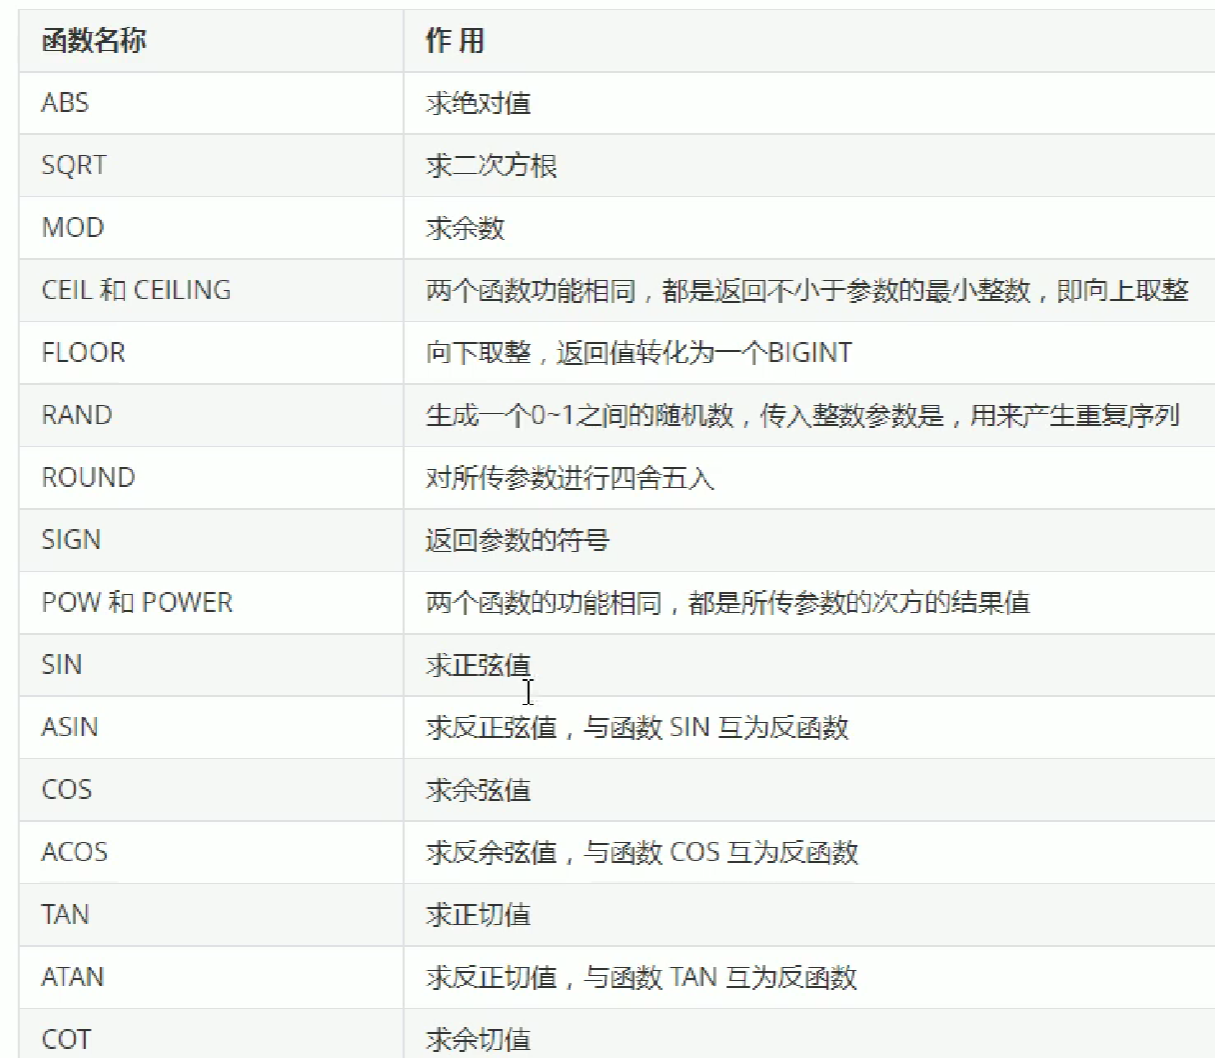 函数名称 作 用
ABS 求绝对值
SQRT 求二次方根
MOD 求余数
CEIL 和 CEILING 两个函数功能相同，都是返回不小于参数的最小整数，即向上取整
FLOOR 向下取整，返回值转化为一个BIGINT
RAND 生成一个0~1之间的随机数，传入整数参数是，用来产生重复序列
ROUND 对所传参数进行四舍五入
SIGN 返回参数的符号
POW 和 POWER 两个函数的功能相同，都是所传参数的次方的结果值
SIN 求正弦值
ASIN 求反正弦值，与函数 SIN 互为反函数
COS 求余弦值
ACOS 求反余弦值，与函数 COS 互为反函数
TAN 求正切值
ATAN 求反正切值，与函数 TAN 互为反函数
COT 求余切值